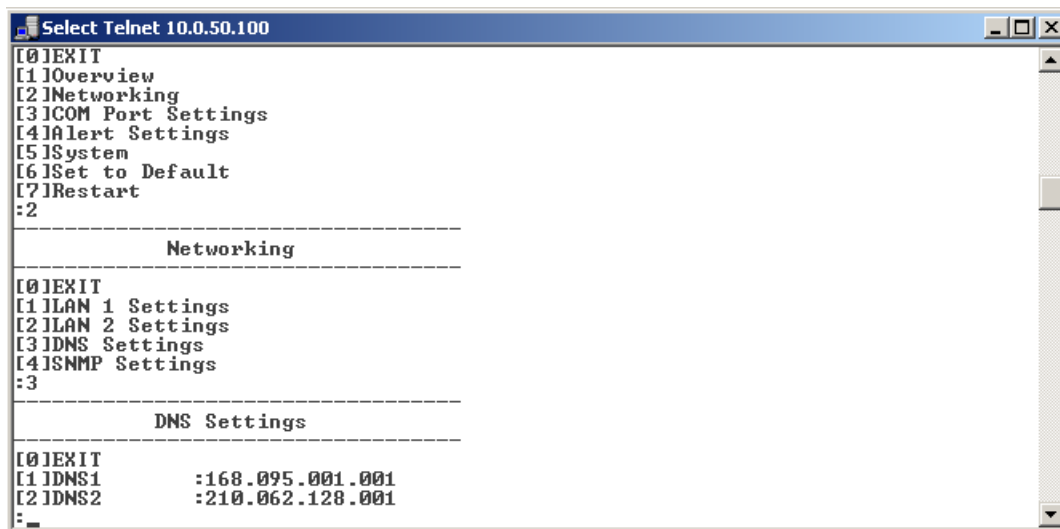 Select Telnet 10.0.50.100
[0]EXIT
[1]Overview
[2]Networking
[3]COM Port Settings
[4]Alert Settings
[5]System
[6]Set to Default
[7]Restart
:2
Networking
[0]EXIT
[1]LAN 1 Settings
[2]LAN 2 Settings
[3]DNS Settings
[4]SNMP Settings
:3
DNS Settings
[0]EXIT
[1]DNS1 :168.095.001.001
[2]DNS2 :210.062.128.001
:_